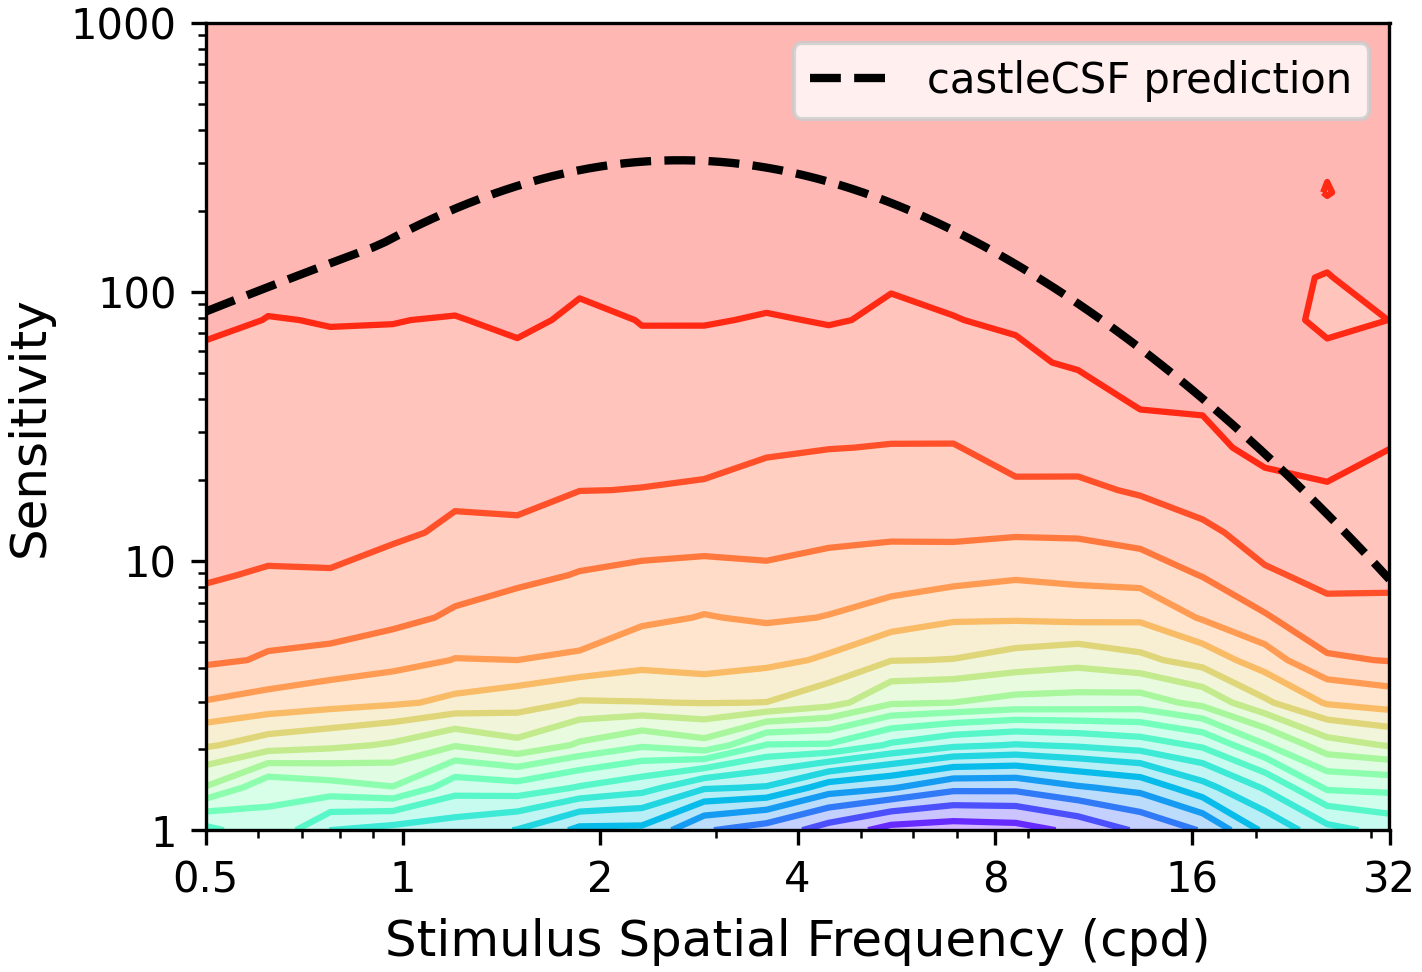 1000
100
10
1
Sensitivity
castleCSF prediction
0.5 1 2 4 8 16 32
Stimulus Spatial Frequency (cpd)